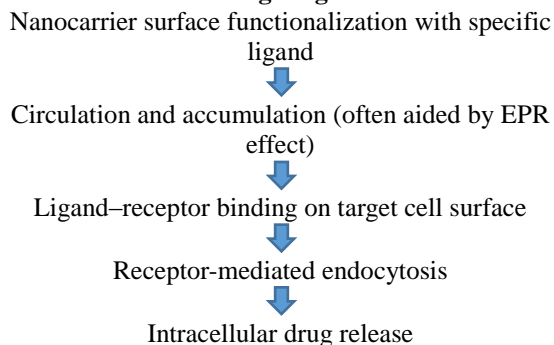 Nanocarrier surface functionalization with specific
ligand
Circulation and accumulation (often aided by EPR
effect)
Ligand–receptor binding on target cell surface
Receptor-mediated endocytosis
Intracellular drug release